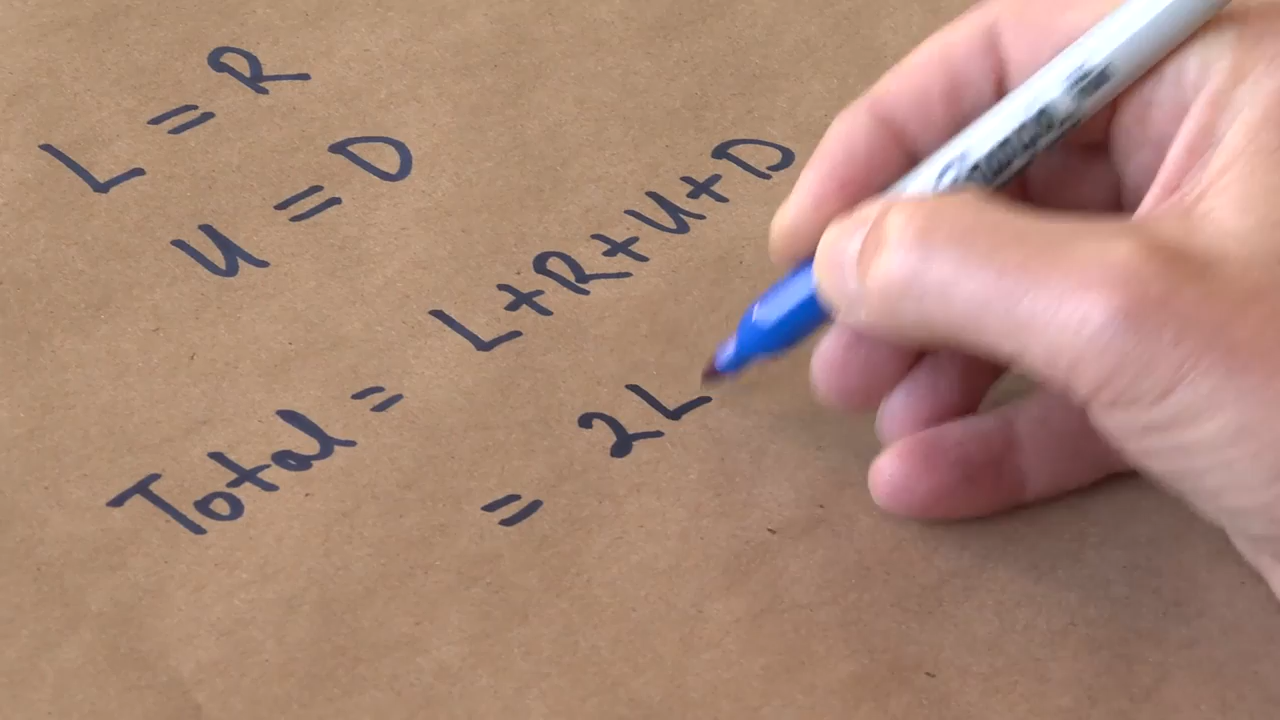 L = R
U = D
Total = L+R+U+D
= 2L